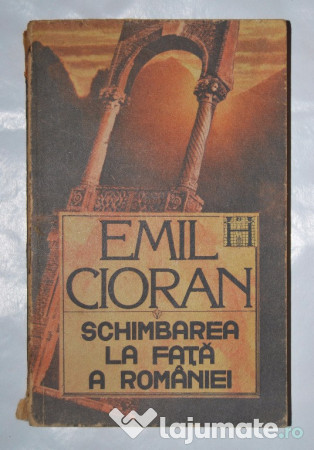 EMIL
CIORAN
SCHIMBAREA
LA FAȚĂ
A ROMÂNIEI
lajumate.ro